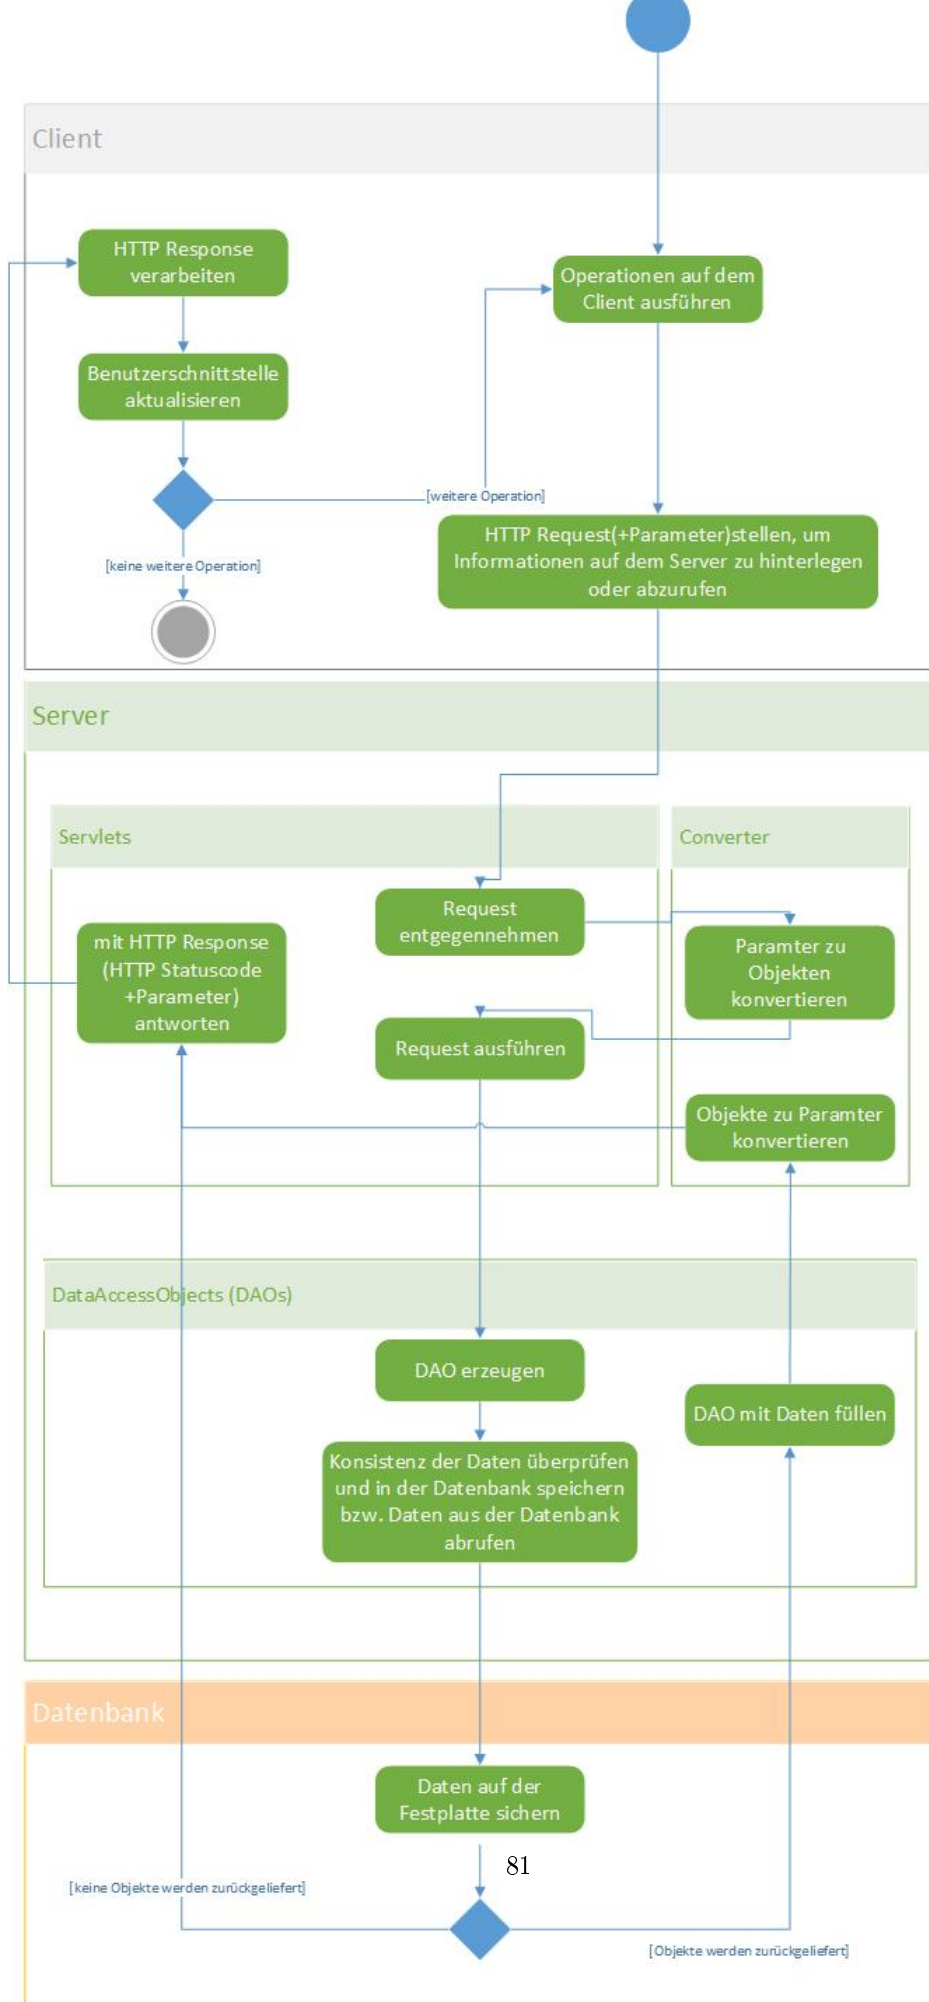 Client
HTTP Response
verarbeiten
Operationen auf dem
Client ausführen
Benutzerschnittstelle
aktualisieren
[weitere Operation]
HTTP Request(+Parameter)stellen, um
Informationen auf dem Server zu hinterlegen
oder abzurufen
[keine weitere Operation]
Server
Servlets
Converter
Request
entgegennehmen
mit HTTP Response
(HTTP Statuscode
+Parameter)
antworten
Paramter zu
Objekten
konvertieren
Request ausführen
Objekte zu Paramter
konvertieren
DataAccessObjects (DAOs)
DAO erzeugen
DAO mit Daten füllen
Konsistenz der Daten überprüfen
und in der Datenbank speichern
bzw. Daten aus der Datenbank
abrufen
Datenbank
Daten auf der
Festplatte sichern
81
[keine Objekte werden zurückgeliefert]
[Objekte werden zurückgeliefert]